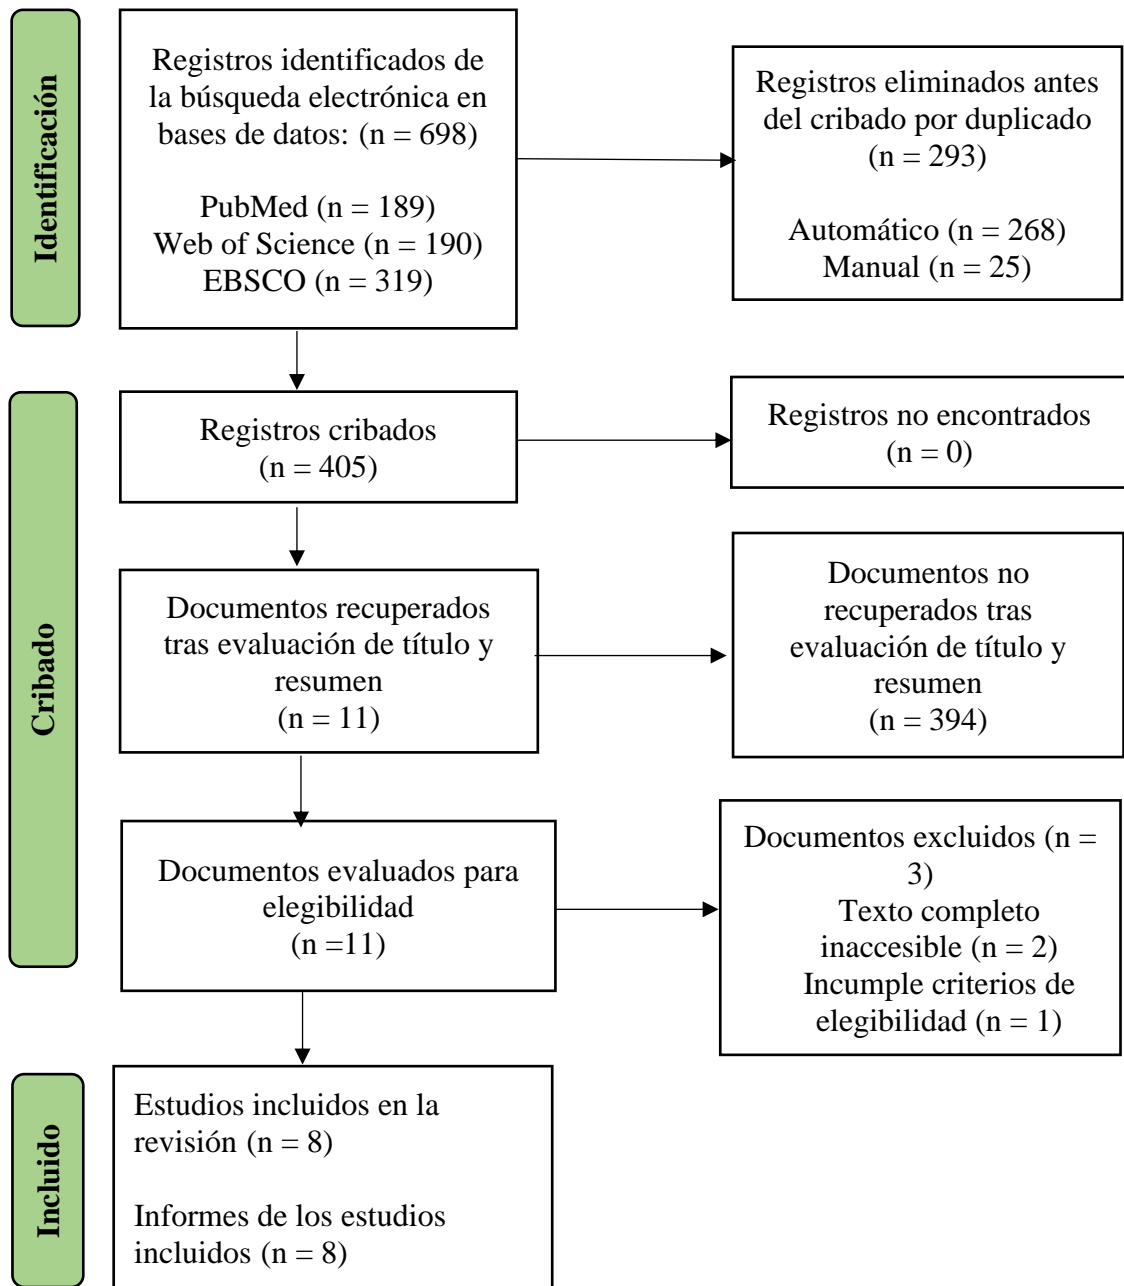 Identificación
Registros identificados de
la búsqueda electrónica en
bases de datos: (n = 698)
PubMed (n = 189)
Web of Science (n = 190)
EBSCO (n = 319)
Registros eliminados antes
del cribado por duplicado
(n = 293)
Automático (n = 268)
Manual (n = 25)
Cribado
Registros cribados
(n = 405)
Registros no encontrados
(n = 0)
Documentos recuperados
tras evaluación de título y
resumen
(n = 11)
Documentos no
recuperados tras
evaluación de título y
resumen
(n = 394)
Documentos evaluados para
elegibilidad
(n =11)
Documentos excluidos (n =
3)
Texto completo
inaccesible (n = 2)
Incumple criterios de
elegibilidad (n = 1)
Incluido
Estudios incluidos en la
revisión (n = 8)
Informes de los estudios
incluidos (n = 8)